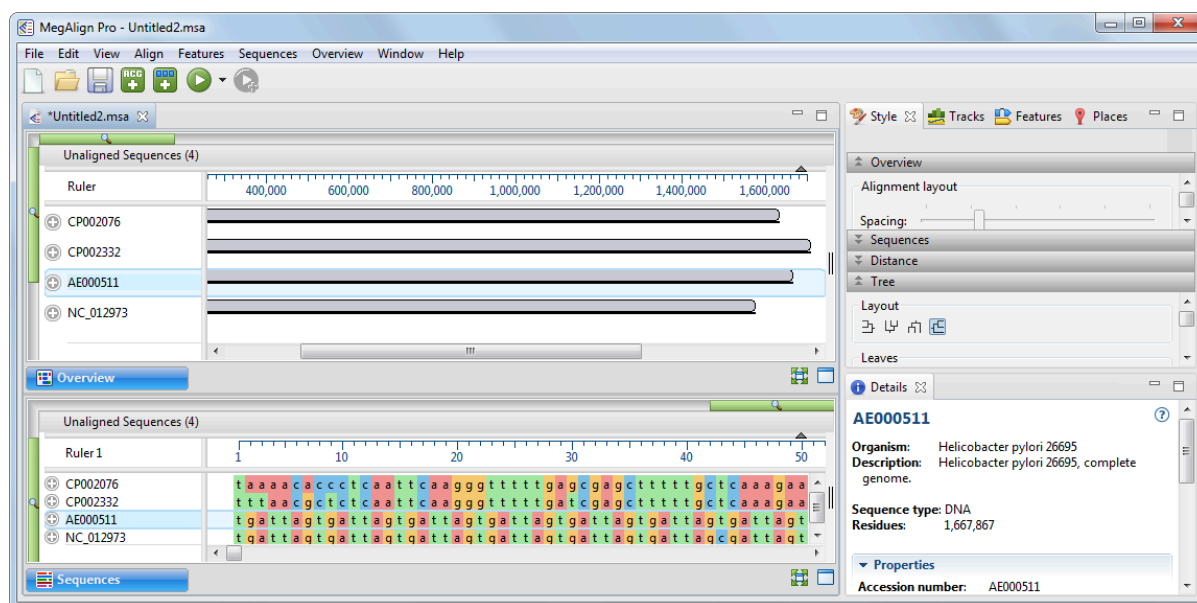 MegAlign Pro - Untitled2.msa
File Edit View Align Features Sequences Overview Window Help
*Untitled2.msa
Unaligned Sequences (4)
Ruler
400,000 600,000 800,000 1,000,000 1,200,000 1,400,000 1,600,000
CP002076
CP002332
AE000511
NC_012973
Overview
Unaligned Sequences (4)
Ruler 1
1 10 20 30 40 50
CP002076 taaaacaccctcaattcaagggtttttgagcgagctttttgctcaaagaa
CP002332 tttaacgctctcaattcaagggtttttgatcgagctttttgctcaaagaa
AE000511 tgattagtgattagtgattagtgattagtgattagtgattagtgattagt
NC_012973 tgattagtgattagtgattagtgattagtgattagtgattagcgattagt
Sequences
Style Tracks Features Places
Overview
Alignment layout
Spacing:
Sequences
Distance
Tree
Layout
Leaves
Details
AE000511
Organism: Helicobacter pylori 26695
Description: Helicobacter pylori 26695, complete
genome.
Sequence type: DNA
Residues: 1,667,867
Properties
Accession number: AE000511